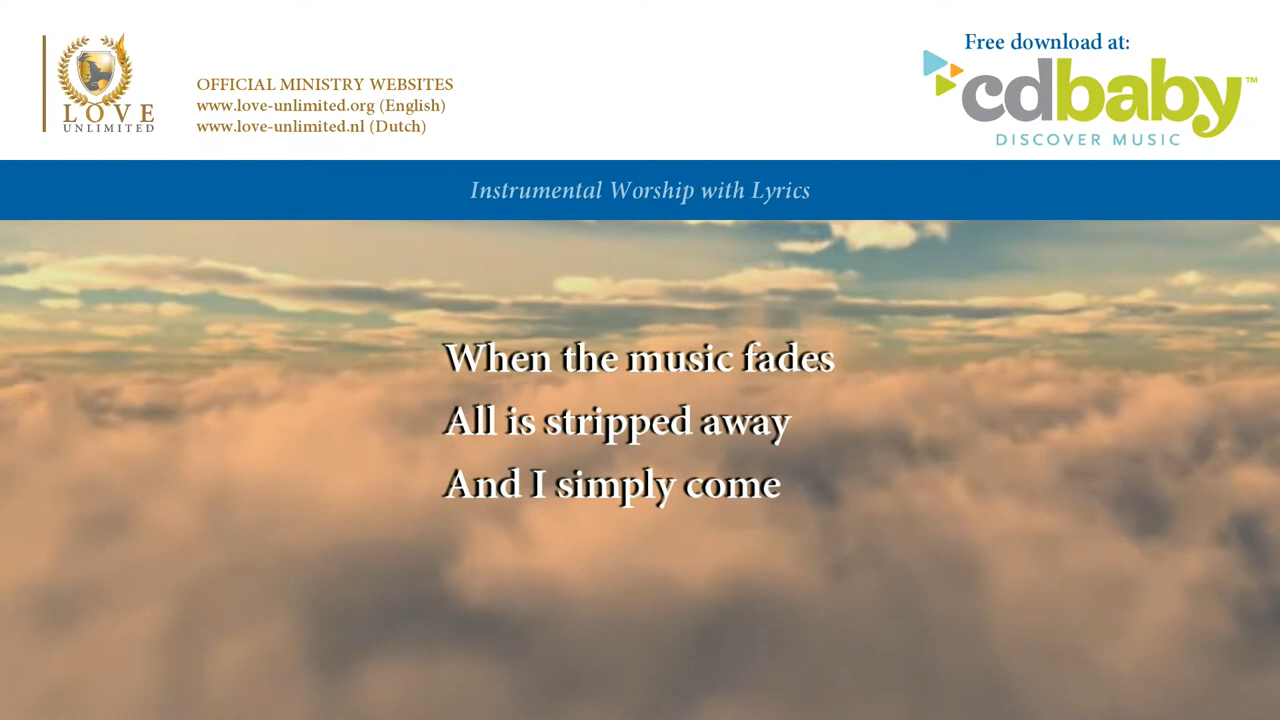 LOVE
UNLIMITED
OFFICIAL MINISTRY WEBSITES
www.love-unlimited.org (English)
www.love-unlimited.nl (Dutch)
Free download at:
cdbaby™
DISCOVER MUSIC
Instrumental Worship with Lyrics
When the music fades
All is stripped away
And I simply come